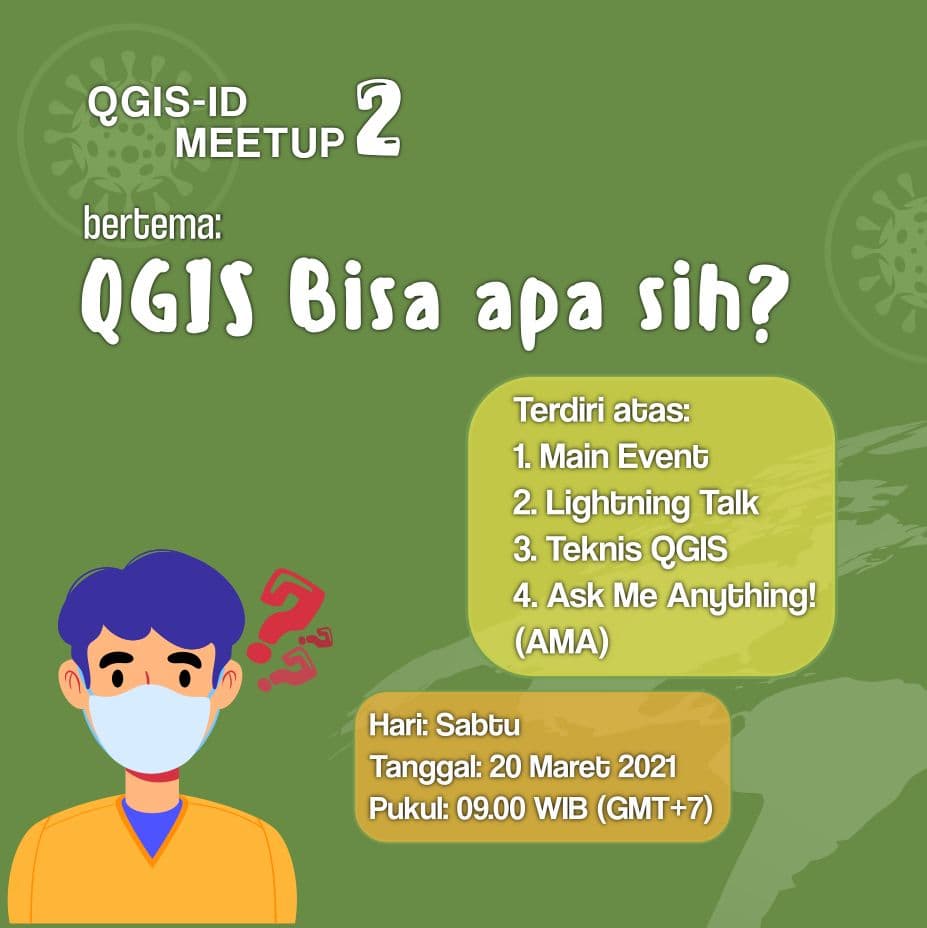 QGIS-ID
MEETUP 2
bertema:
QGIS Bisa apa sih?
Terdiri atas:
1. Main Event
2. Lightning Talk
3. Teknis QGIS
4. Ask Me Anything!
(AMA)
Hari: Sabtu
Tanggal: 20 Maret 2021
Pukul: 09.00 WIB (GMT+7)